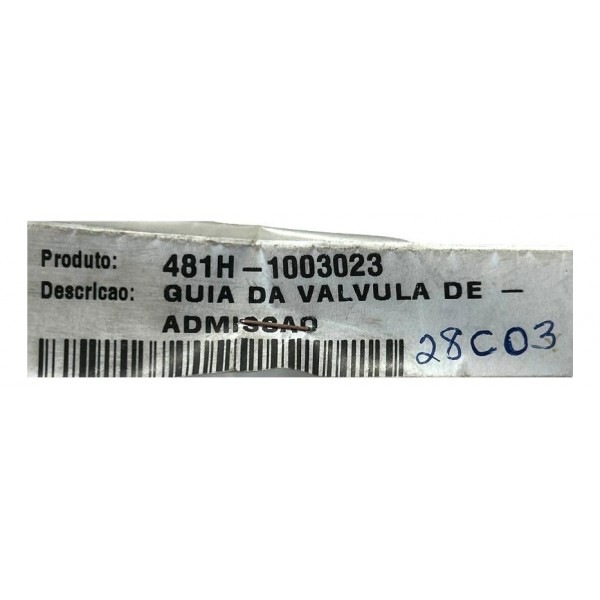 Produto: 481H-1003023
Descricao: GUIA DA VALVULA DE -
ADMISSAO
28C03